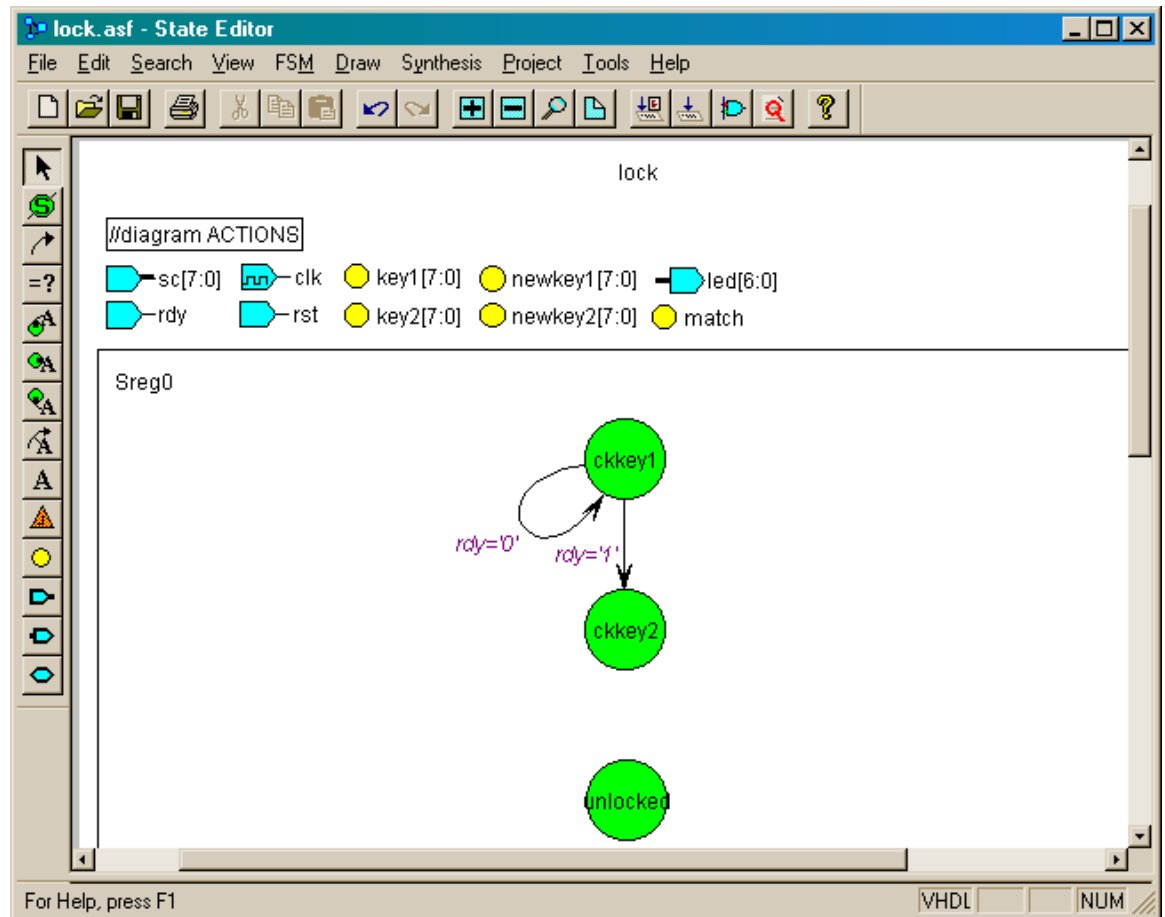 lock.asf - State Editor
File Edit Search View FSM Draw Synthesis Project Tools Help
lock
//diagram ACTIONS
sc[7:0] clk key1[7:0] newkey1[7:0] led[6:0]
rdy rst key2[7:0] newkey2[7:0] match
Sreg0
ckkey1
rdy='0'
rdy='1'
ckkey2
unlocked
For Help, press F1 VHDL NUM